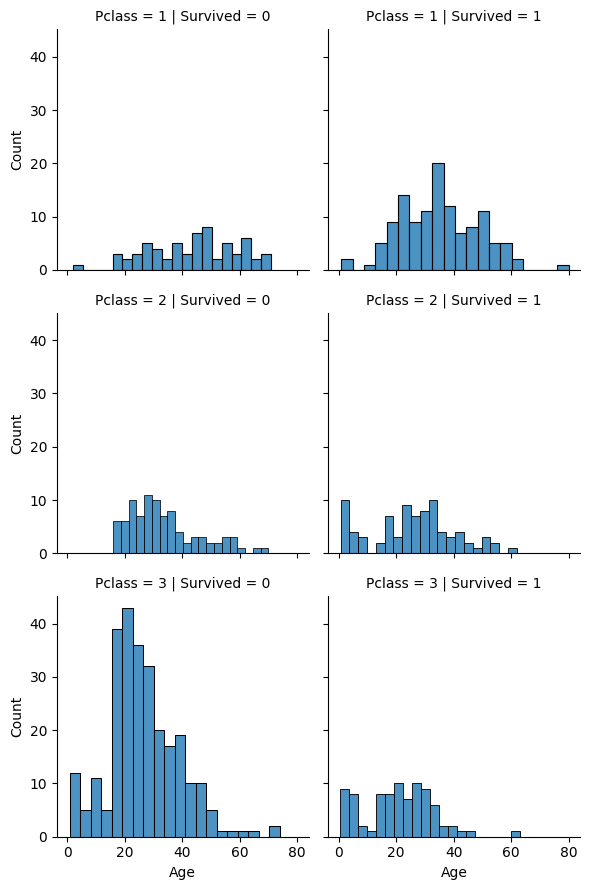 Pclass = 1 | Survived = 0
Pclass = 1 | Survived = 1
40
30
20
10
0
Count
Pclass = 2 | Survived = 0
Pclass = 2 | Survived = 1
40
30
20
10
0
Count
Pclass = 3 | Survived = 0
Pclass = 3 | Survived = 1
40
30
20
10
0
Count
0 20 40 60 80
0 20 40 60 80
Age
Age